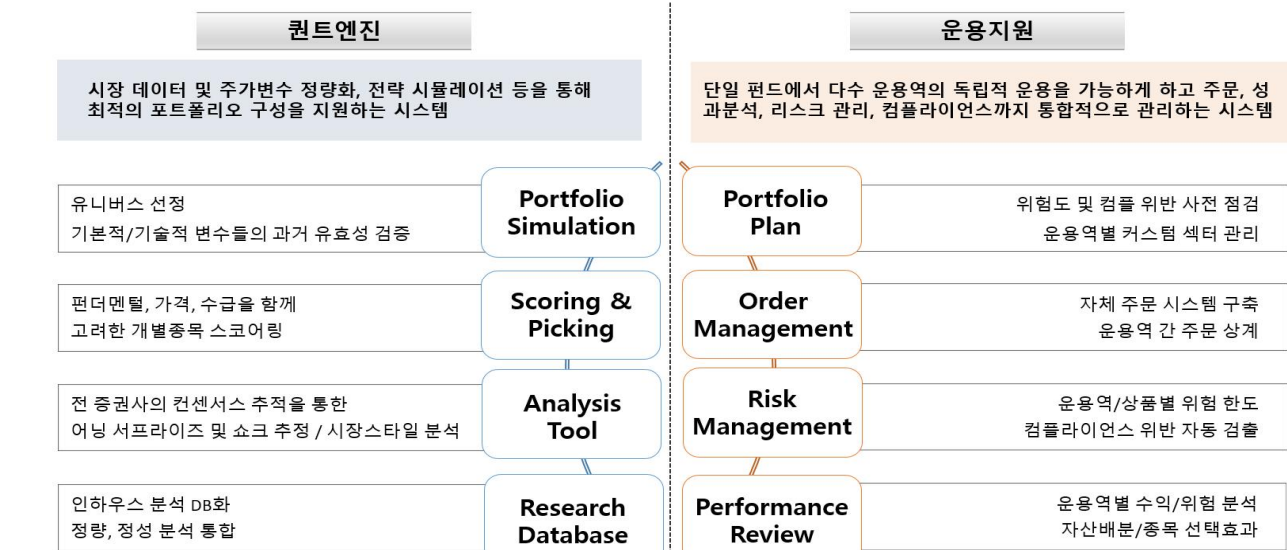 퀀트엔진
시장 데이터 및 주가변수 정량화, 전략 시뮬레이션 등을 통해
최적의 포트폴리오 구성을 지원하는 시스템
유니버스 선정
기본적/기술적 변수들의 과거 유효성 검증
Portfolio
Simulation
펀더멘털, 가격, 수급을 함께
고려한 개별종목 스코어링
Scoring &
Picking
전 증권사의 컨센서스 추적을 통한
어닝 서프라이즈 및 쇼크 추정 / 시장스타일 분석
Analysis
Tool
인하우스 분석 DB화
정량, 정성 분석 통합
Research
Database
운용지원
단일 펀드에서 다수 운용역의 독립적 운용을 가능하게 하고 주문, 성
과분석, 리스크 관리, 컴플라이언스까지 통합적으로 관리하는 시스템
Portfolio
Plan
위험도 및 컴플 위반 사전 점검
운용역별 커스텀 섹터 관리
Order
Management
자체 주문 시스템 구축
운용역 간 주문 상계
Risk
Management
운용역/상품별 위험 한도
컴플라이언스 위반 자동 검출
Performance
Review
운용역별 수익/위험 분석
자산배분/종목 선택효과